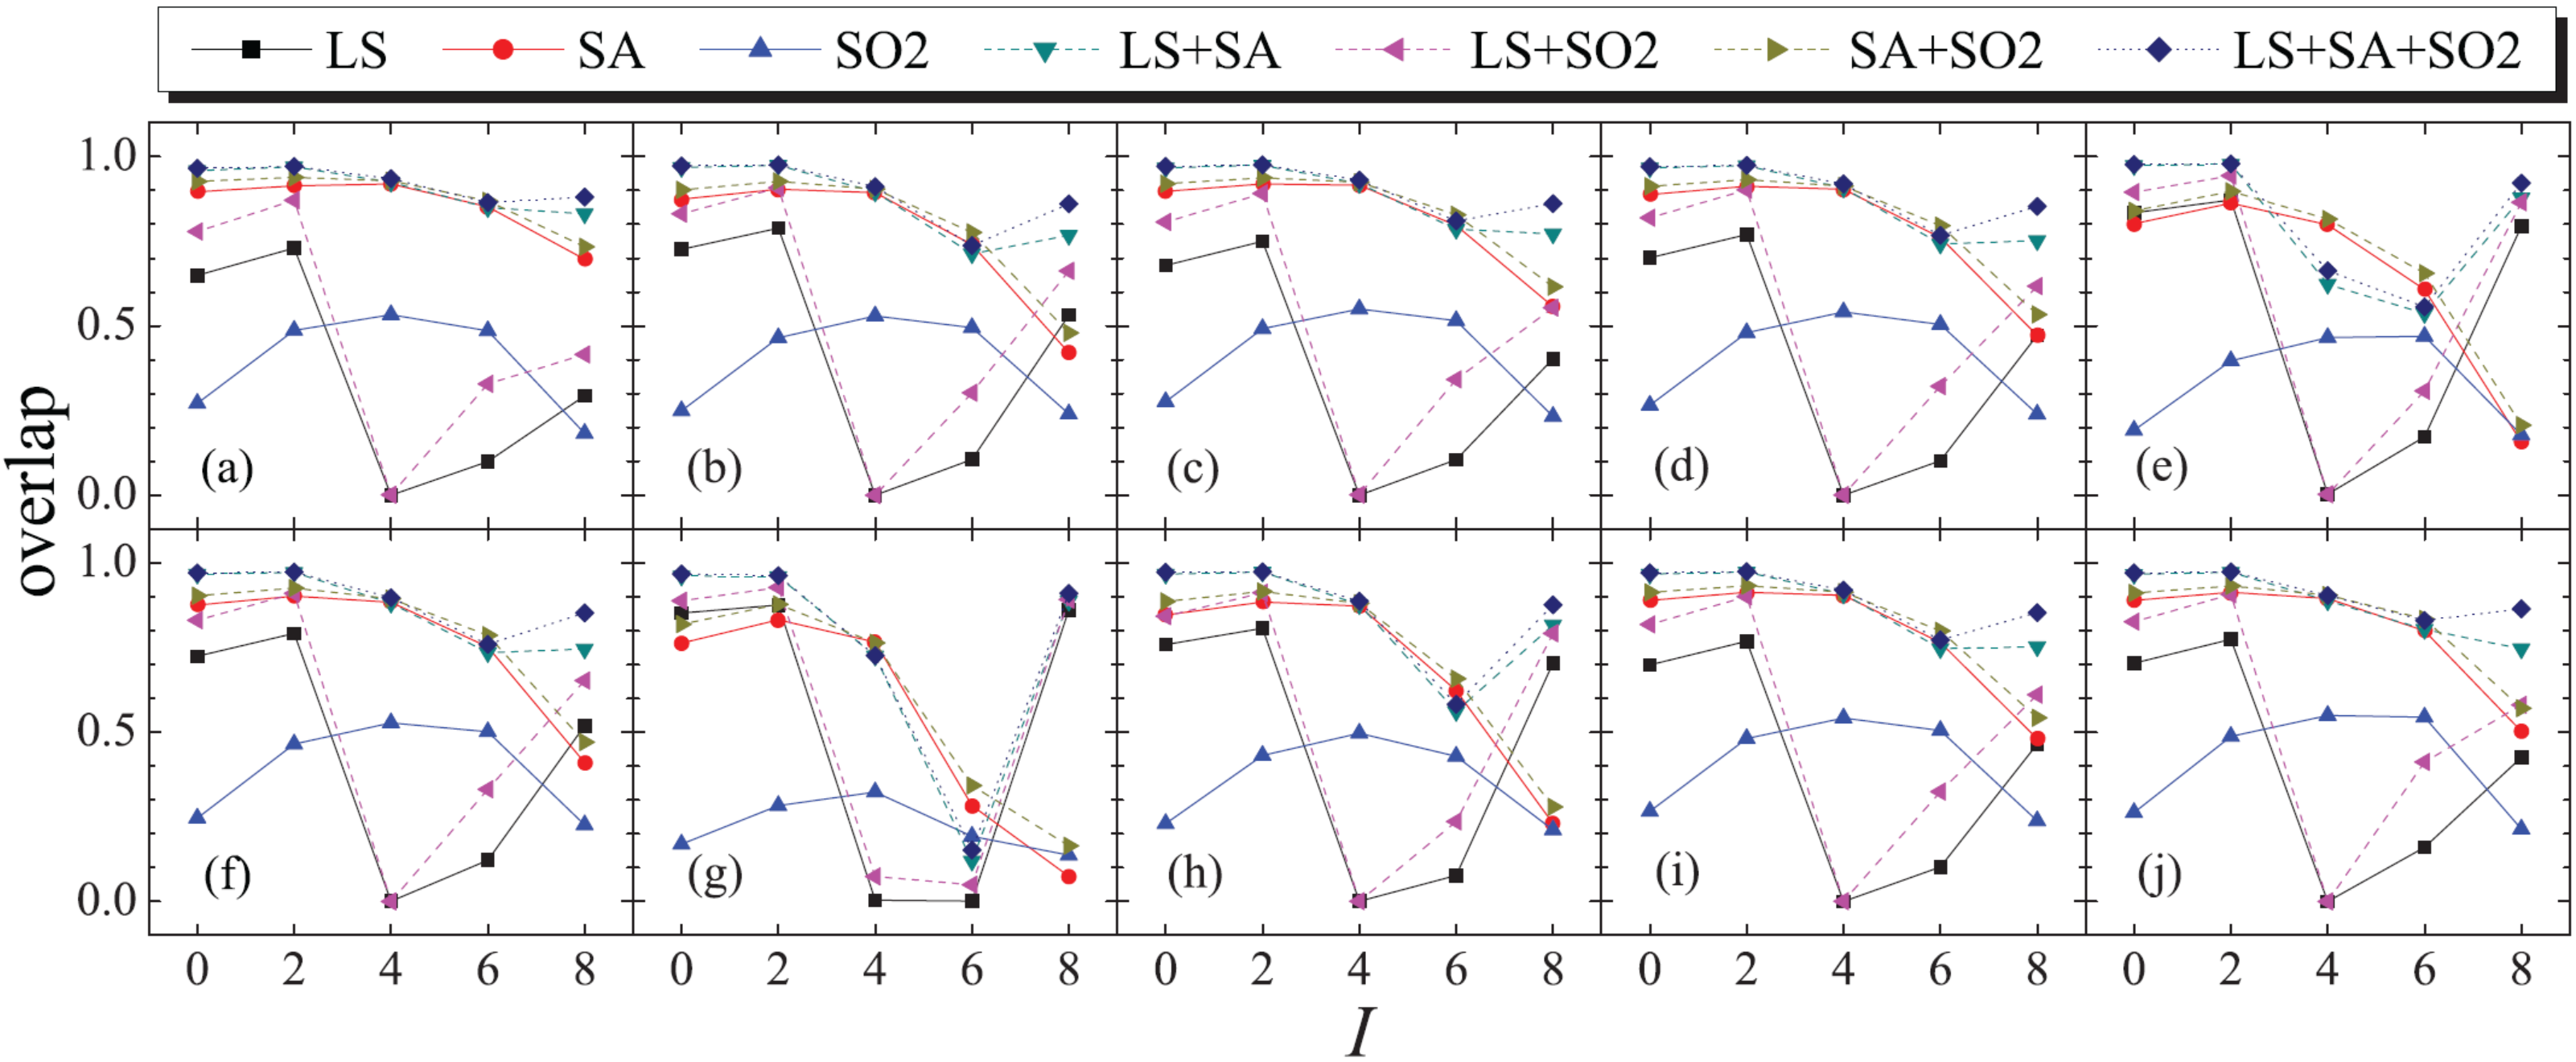 LS SA SO2 LS+SA LS+SO2 SA+SO2 LS+SA+SO2
overlap
1.0
0.5
0.0
(a) (b) (c) (d) (e)
1.0
0.5
0.0
(f) (g) (h) (i) (j)
0 2 4 6 8 0 2 4 6 8 0 2 4 6 8 0 2 4 6 8 0 2 4 6 8
I